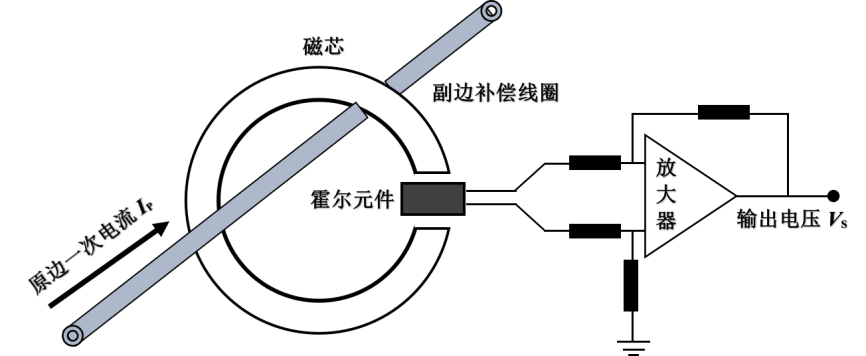 磁芯
副边补偿线圈
霍尔元件
原边一次电流 IP
放
大
器
输出电压 VS